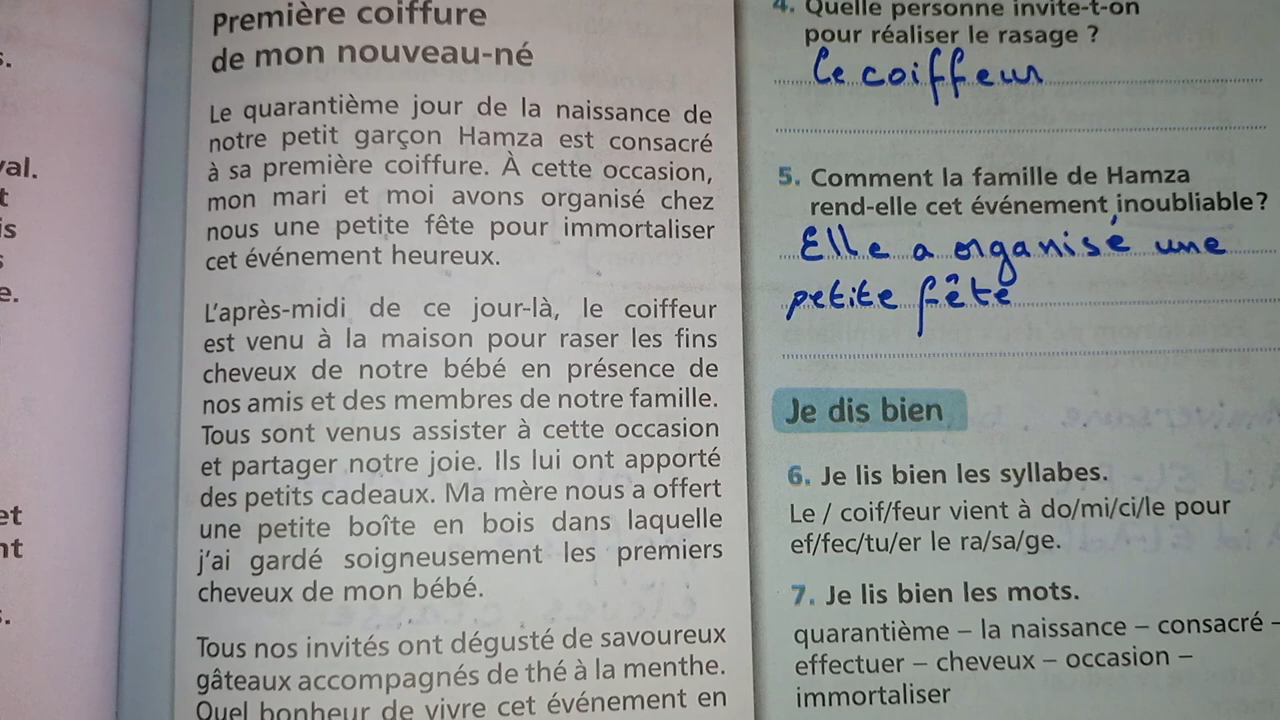 Première coiffure
de mon nouveau-né
Le quarantième jour de la naissance de
notre petit garçon Hamza est consacré
à sa première coiffure. À cette occasion,
mon mari et moi avons organisé chez
nous une petite fête pour immortaliser
cet événement heureux.
L'après-midi de ce jour-là, le coiffeur
est venu à la maison pour raser les fins
cheveux de notre bébé en présence de
nos amis et des membres de notre famille.
Tous sont venus assister à cette occasion
et partager notre joie. Ils lui ont apporté
des petits cadeaux. Ma mère nous a offert
une petite boîte en bois dans laquelle
j'ai gardé soigneusement les premiers
cheveux de mon bébé.
Tous nos invités ont dégusté de savoureux
gâteaux accompagnés de thé à la menthe.
Quel bonheur de vivre cet événement en
4. Quelle personne invite-t-on
pour réaliser le rasage ?
Le coiffeur
5. Comment la famille de Hamza
rend-elle cet événement inoubliable?
Elle a organisé une
petite fête
Je dis bien
6. Je lis bien les syllabes.
Le / coif/feur vient à do/mi/ci/le pour
ef/fec/tu/er le ra/sa/ge.
7. Je lis bien les mots.
quarantième – la naissance – consacré –
effectuer – cheveux – occasion –
immortaliser